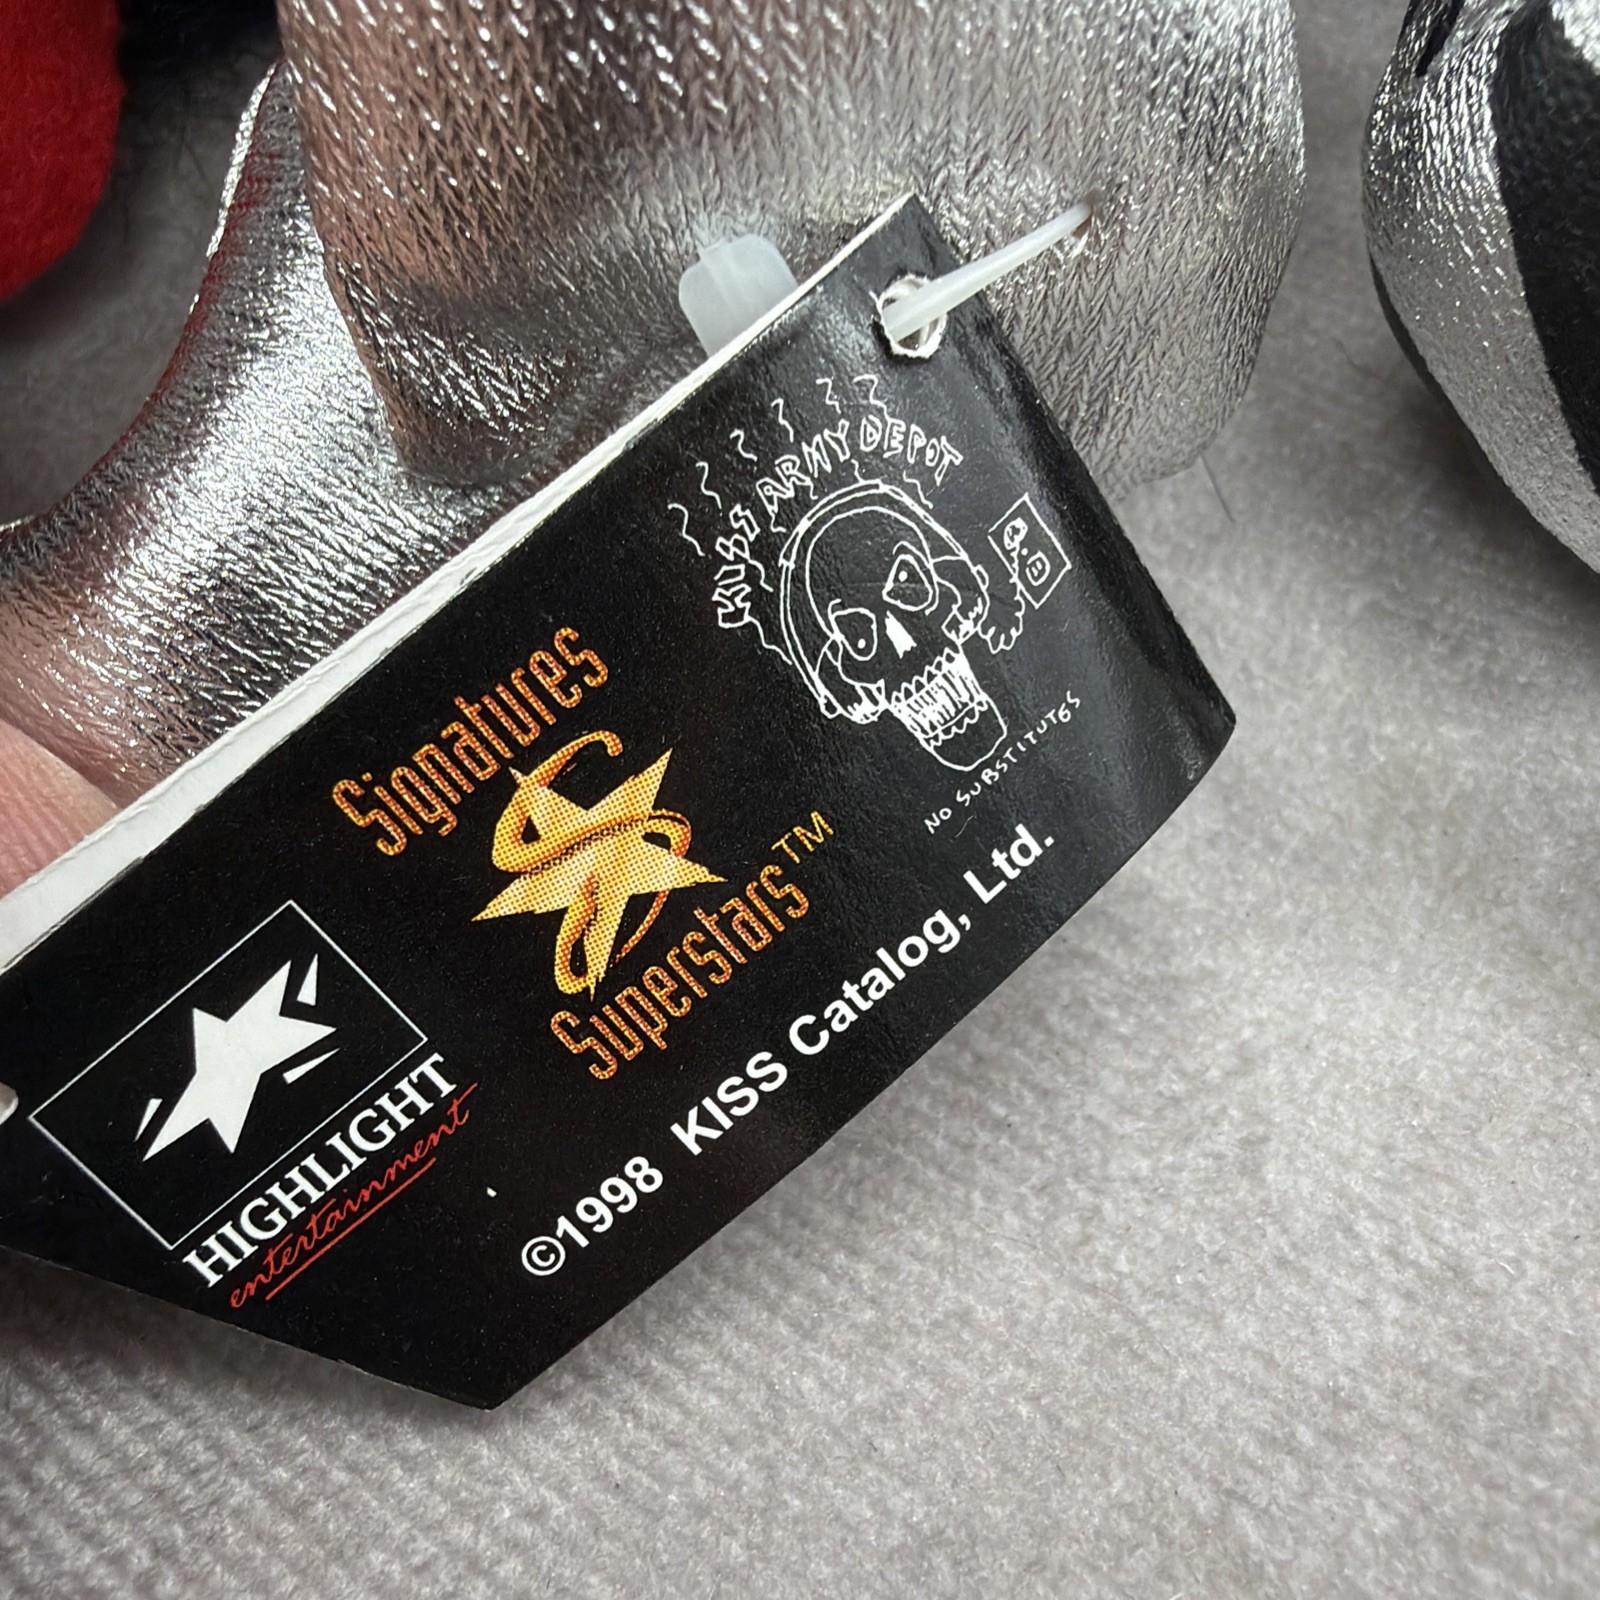 KISS ARMY DEPOT
NO SUBSTITUTES
Signatures
Superstars™
HIGHLIGHT
entertainment
©1998 KISS Catalog, Ltd.